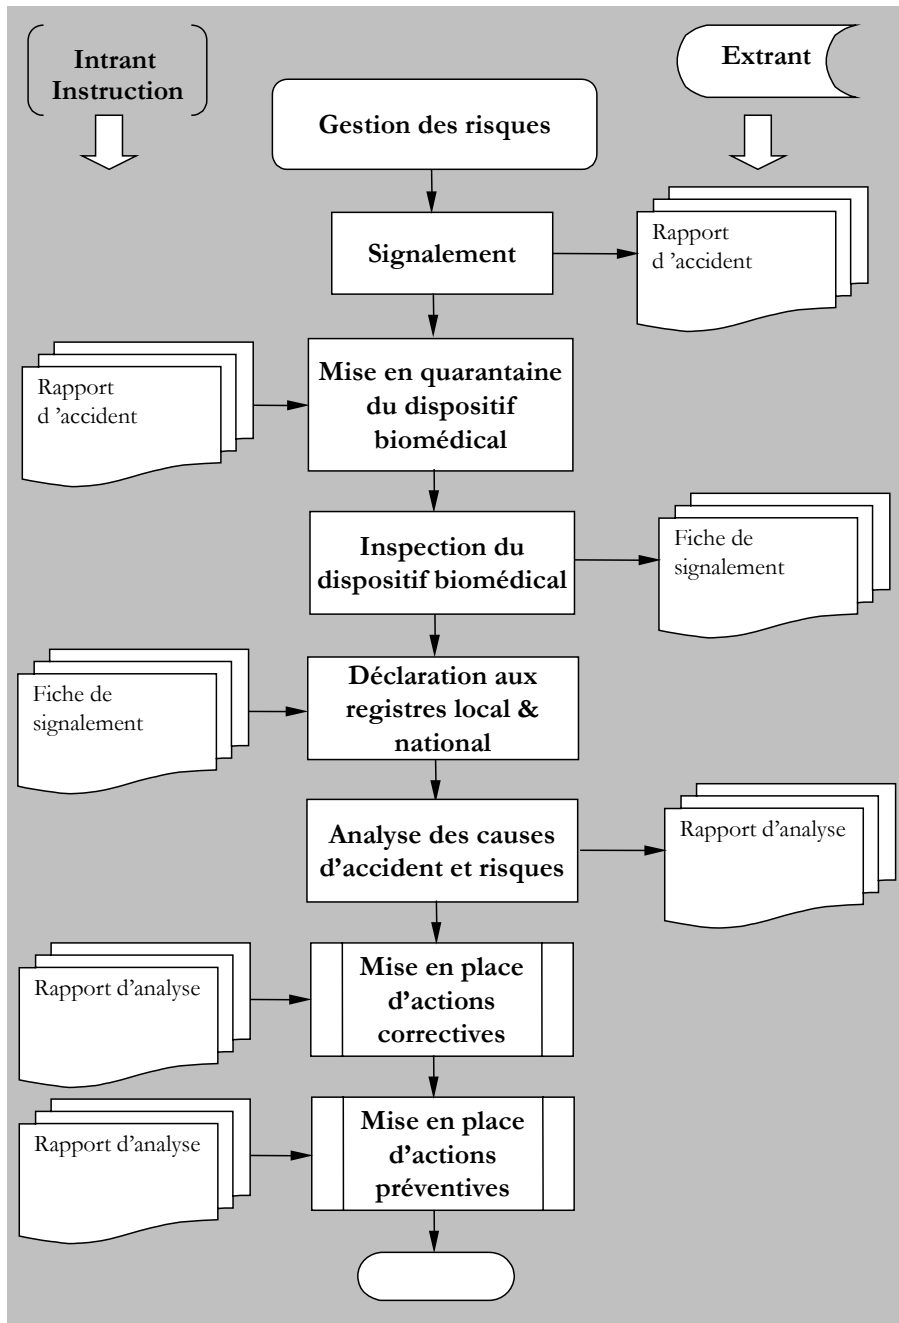 Intrant
Instruction
Extrant
Gestion des risques
Signalement
Rapport
d ’accident
Rapport
d ’accident
Mise en quarantaine
du dispositif
biomédical
Inspection du
dispositif biomédical
Fiche de
signalement
Fiche de
signalement
Déclaration aux
registres local &
national
Analyse des causes
d’accident et risques
Rapport d’analyse
Rapport d’analyse
Mise en place
d’actions
correctives
Rapport d’analyse
Mise en place
d’actions
préventives